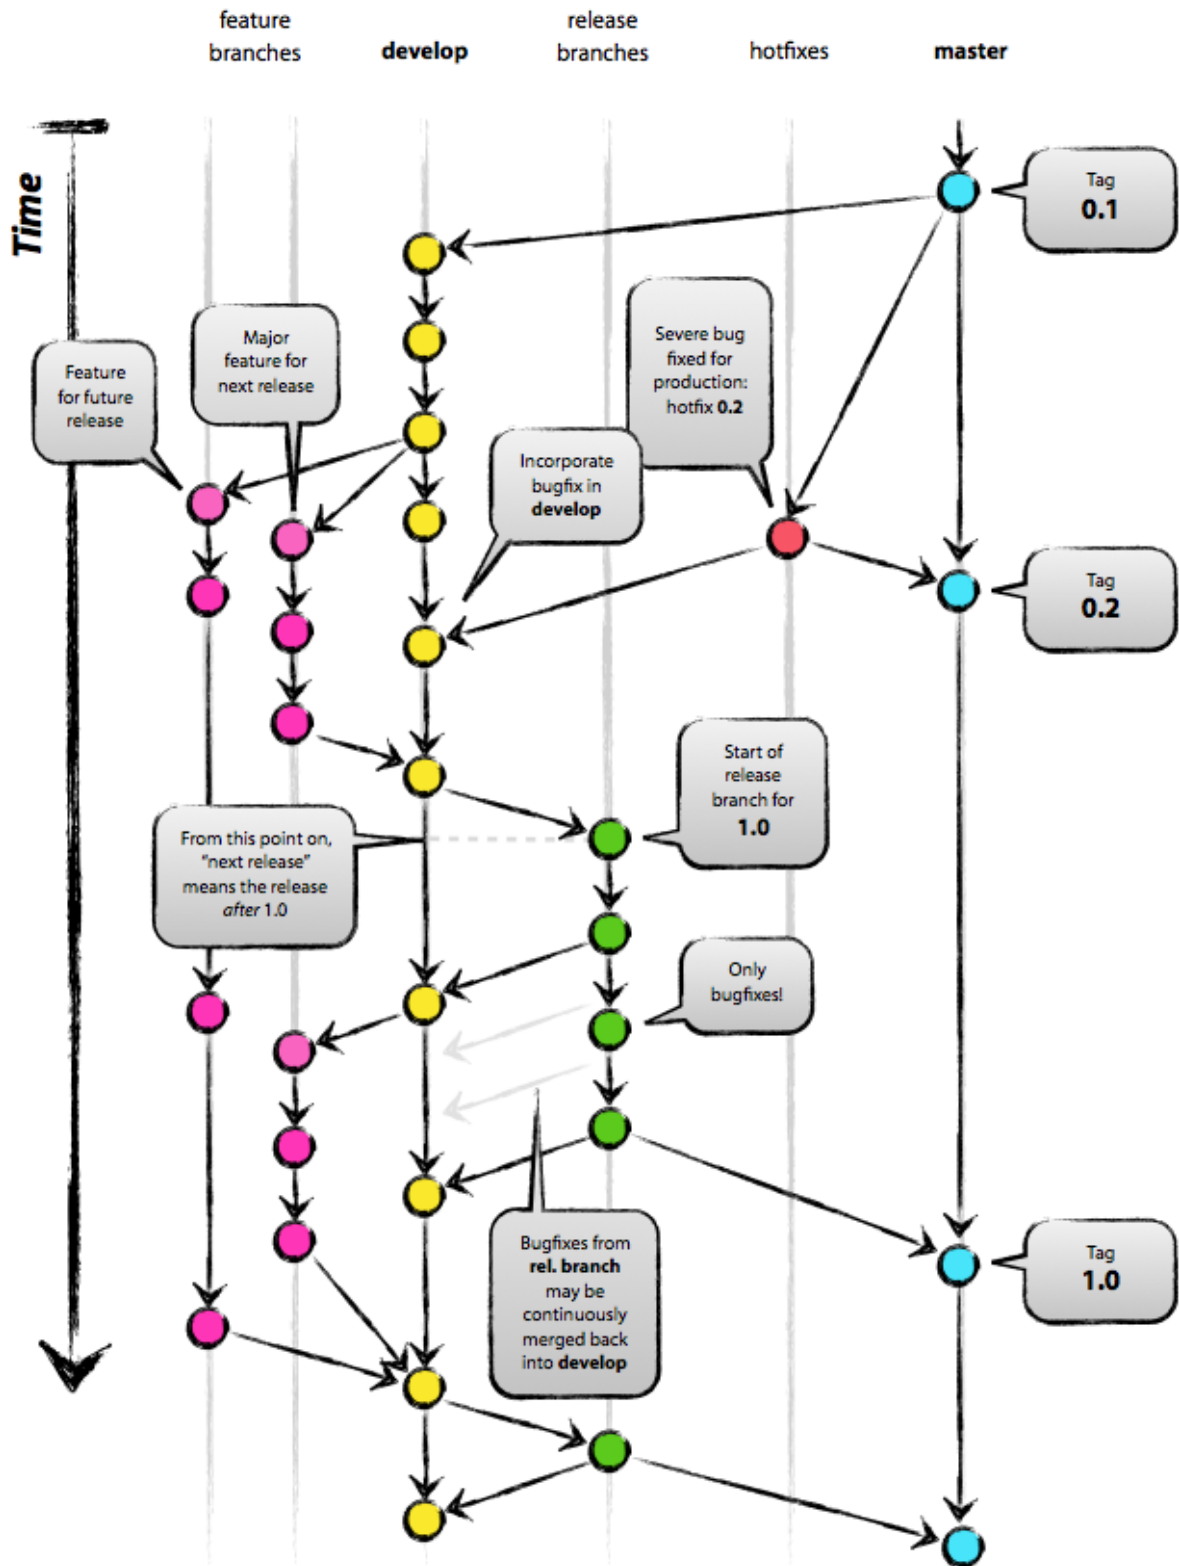 feature
branches
develop
release
branches
hotfixes
master
Time
Tag
0.1
Major
feature for
next release
Feature
for future
release
Severe bug
fixed for
production:
hotfix 0.2
Incorporate
bugfix in
develop
Tag
0.2
Start of
release
branch for
1.0
From this point on,
“next release”
means the release
after 1.0
Only
bugfixes!
Bugfixes from
rel. branch
may be
continuously
merged back
into develop
Tag
1.0